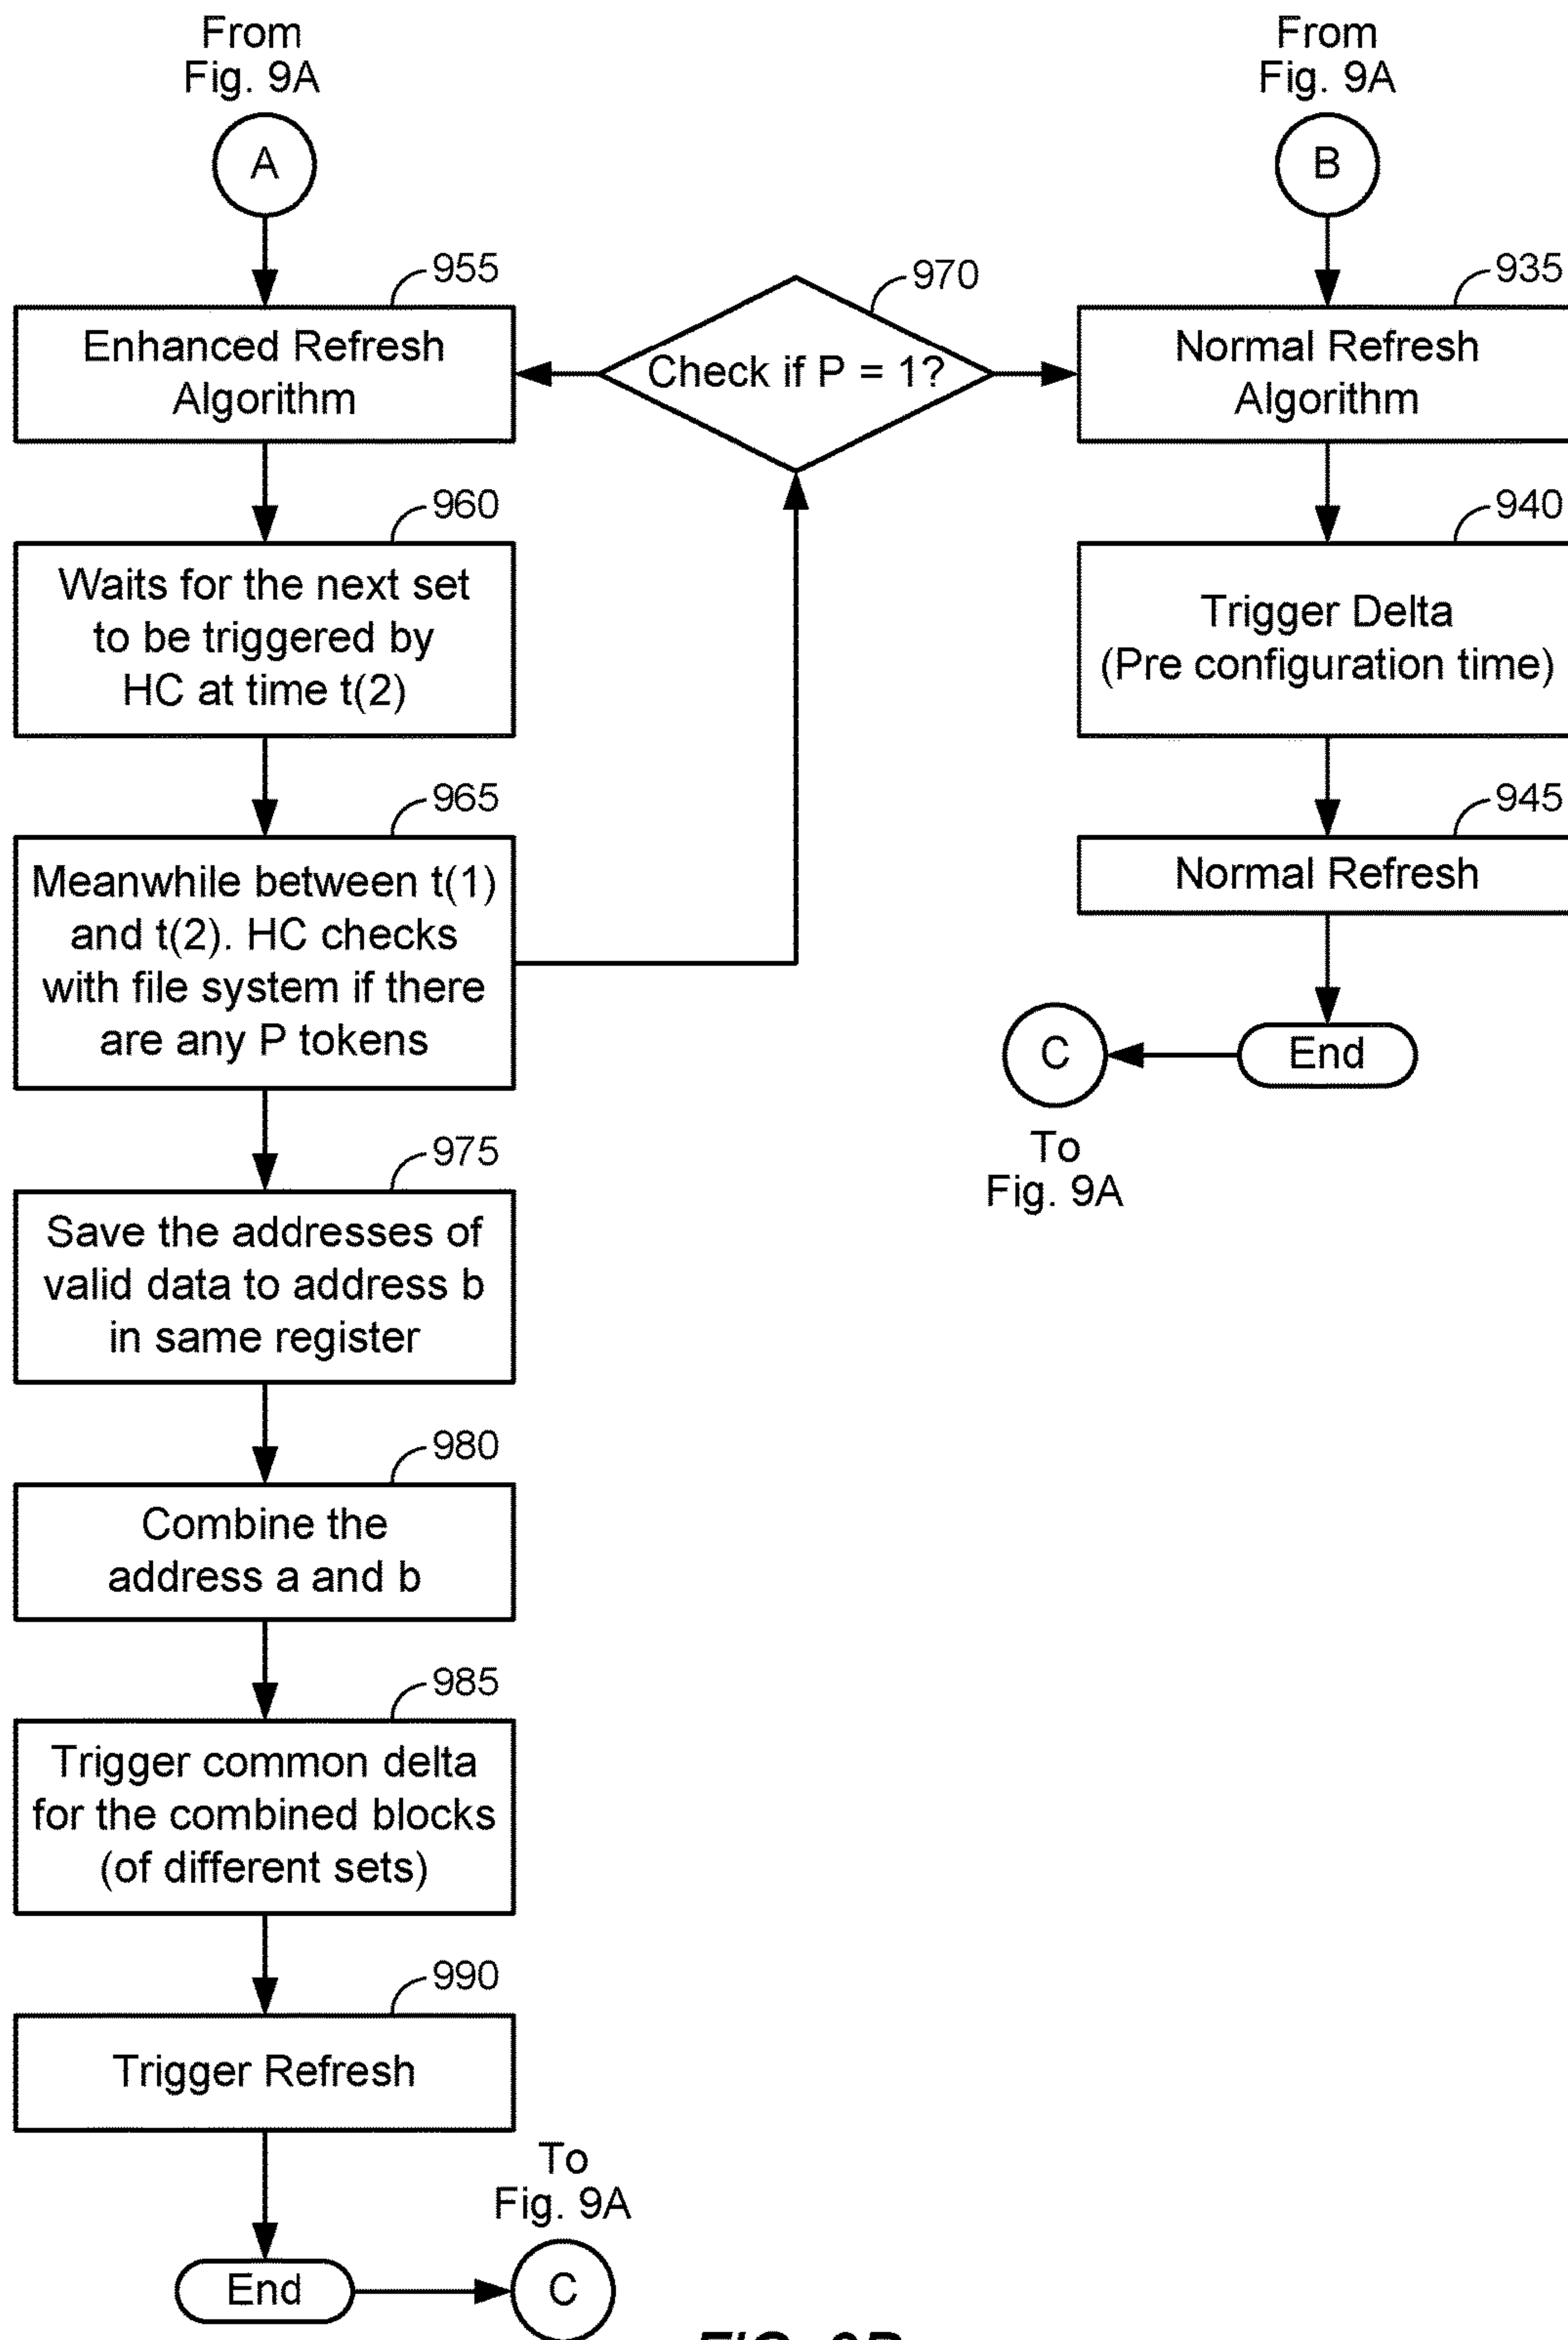 From
Fig. 9A
A
955
Enhanced Refresh
Algorithm
960
Waits for the next set
to be triggered by
HC at time t(2)
965
Meanwhile between t(1)
and t(2). HC checks
with file system if there
are any P tokens
970
Check if P = 1?
975
Save the addresses of
valid data to address b
in same register
980
Combine the
address a and b
985
Trigger common delta
for the combined blocks
(of different sets)
990
Trigger Refresh
End
To
Fig. 9A
C
From
Fig. 9A
B
935
Normal Refresh
Algorithm
940
Trigger Delta
(Pre configuration time)
945
Normal Refresh
End
C
To
Fig. 9A